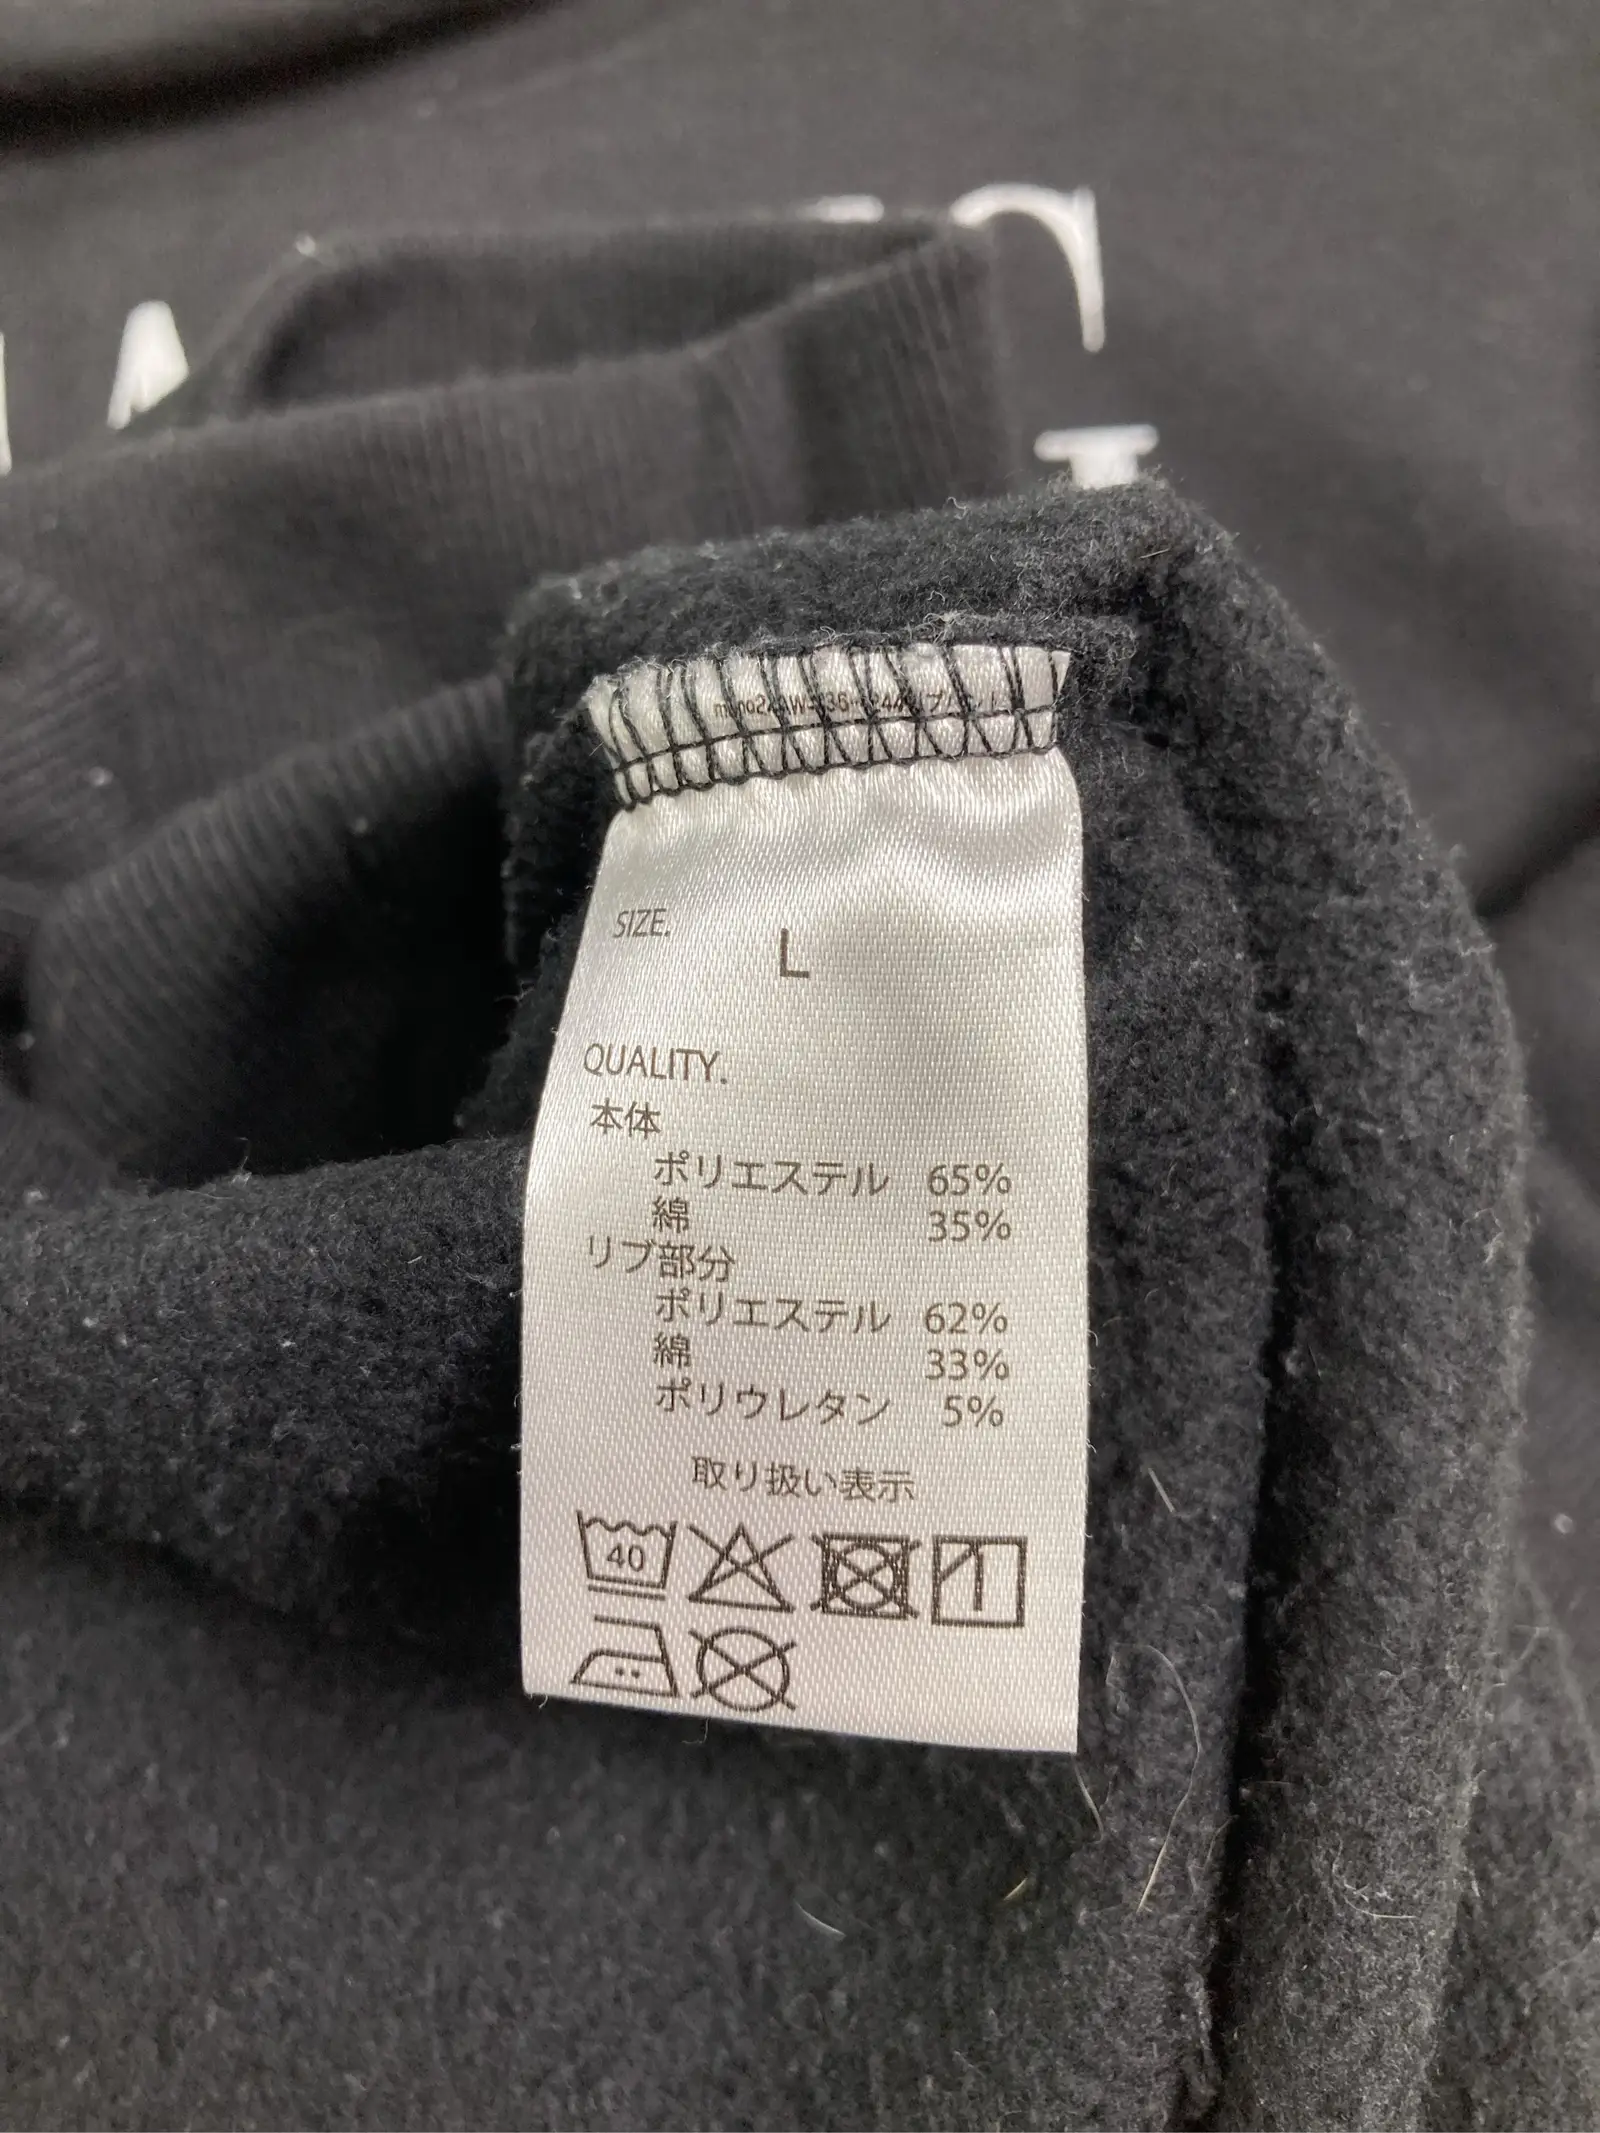 SIZE.
L
QUALITY.
本体
ポリエステル 65%
綿 35%
リブ部分
ポリエステル 62%
綿 33%
ポリウレタン 5%
取り扱い表示
40